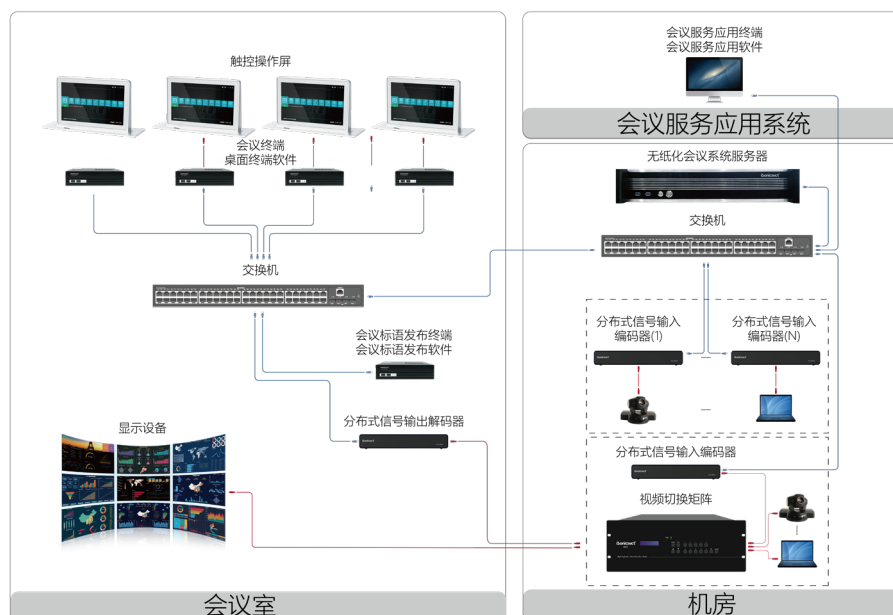 触控操作屏
会议终端
桌面终端软件
交换机
会议标语发布终端
会议标语发布软件
分布式信号输出解码器
显示设备
会议室
会议服务应用终端
会议服务应用软件
会议服务应用系统
无纸化会议系统服务器
交换机
分布式信号输入
编码器(1)
分布式信号输入
编码器(N)
分布式信号输入编码器
视频切换矩阵
机房